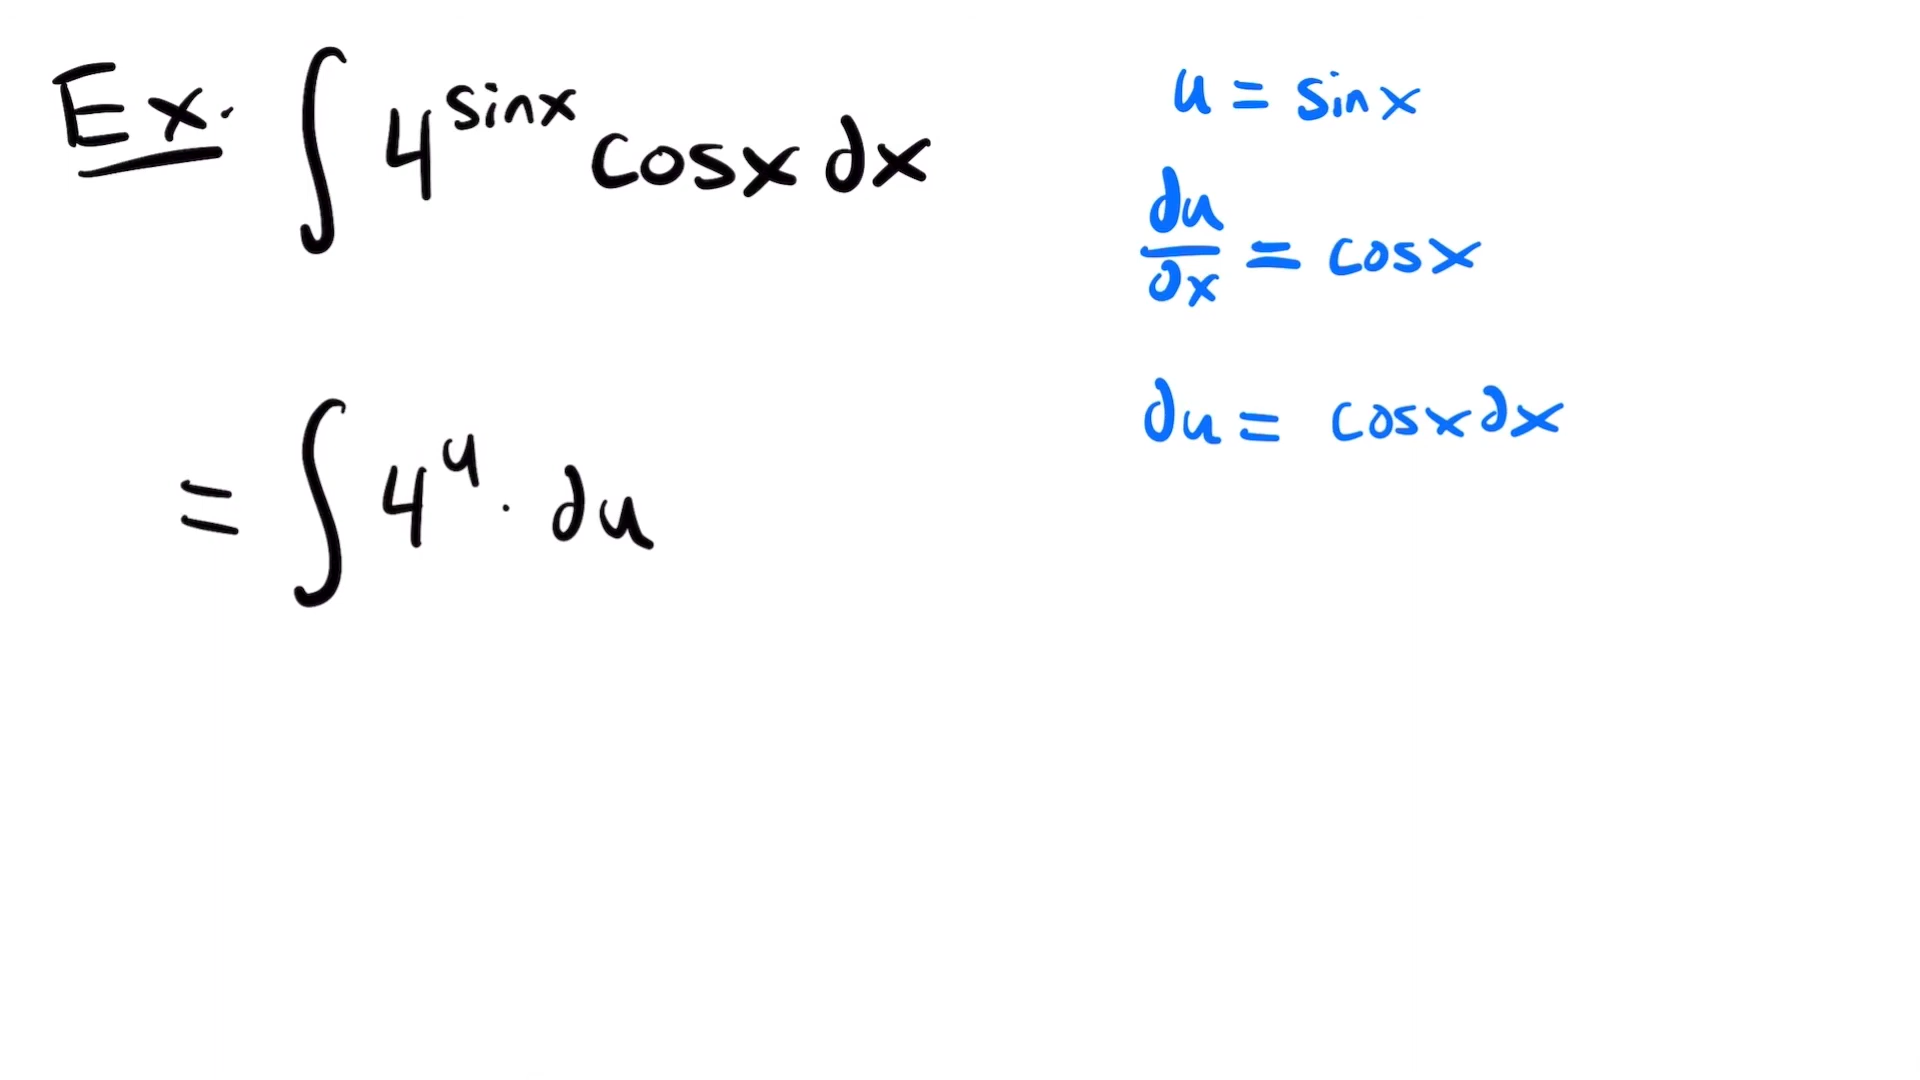 Ex. ∫ 4^{sinx} cosx dx
= ∫ 4^u · du
u = sinx
du/dx = cosx
du = cosx dx